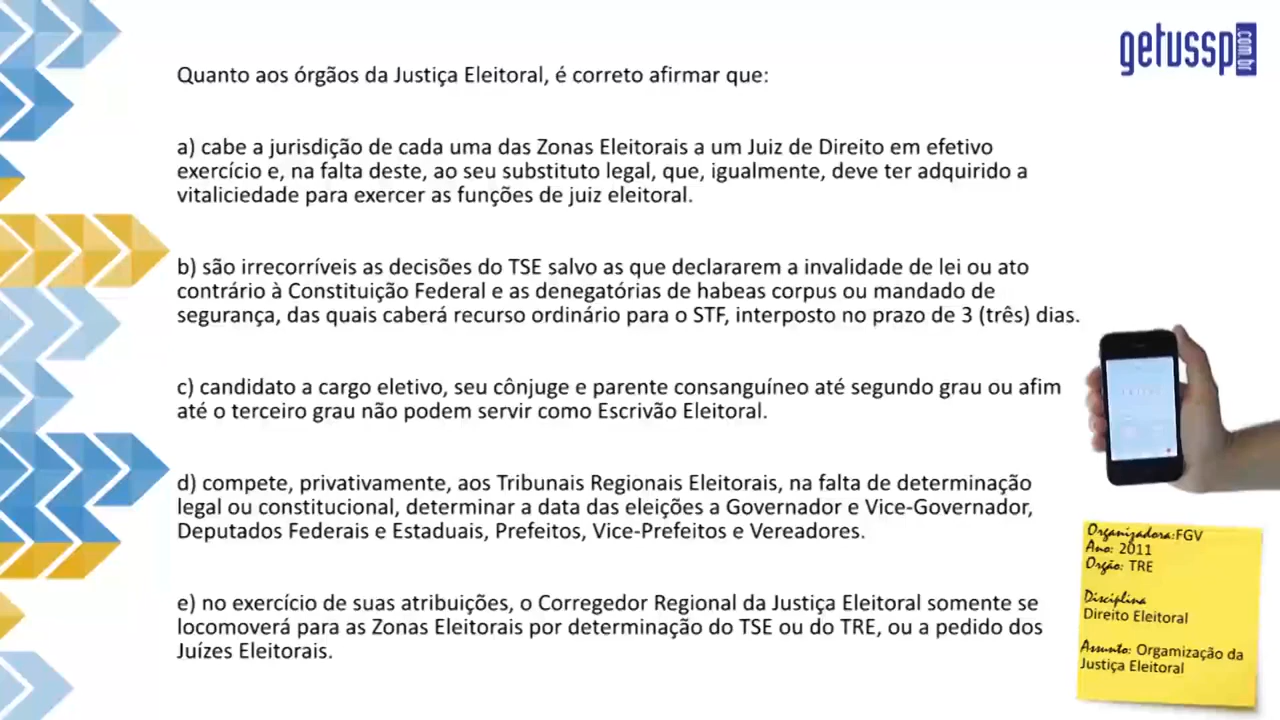 getussp.com.br
Quanto aos órgãos da Justiça Eleitoral, é correto afirmar que:
a) cabe a jurisdição de cada uma das Zonas Eleitorais a um Juiz de Direito em efetivo
exercício e, na falta deste, ao seu substituto legal, que, igualmente, deve ter adquirido a
vitaliciedade para exercer as funções de juiz eleitoral.
b) são irrecorríveis as decisões do TSE salvo as que declararem a invalidade de lei ou ato
contrário à Constituição Federal e as denegatórias de habeas corpus ou mandado de
segurança, das quais caberá recurso ordinário para o STF, interposto no prazo de 3 (três) dias.
c) candidato a cargo eletivo, seu cônjuge e parente consanguíneo até segundo grau ou afim
até o terceiro grau não podem servir como Escrivão Eleitoral.
d) compete, privativamente, aos Tribunais Regionais Eleitorais, na falta de determinação
legal ou constitucional, determinar a data das eleições a Governador e Vice-Governador,
Deputados Federais e Estaduais, Prefeitos, Vice-Prefeitos e Vereadores.
e) no exercício de suas atribuições, o Corregedor Regional da Justiça Eleitoral somente se
locomoverá para as Zonas Eleitorais por determinação do TSE ou do TRE, ou a pedido dos
Juízes Eleitorais.
Organizadora:FGV
Ano: 2011
Orgão: TRE
Disciplina
Direito Eleitoral
Assunto: Orgamização da
Justiça Eleitoral